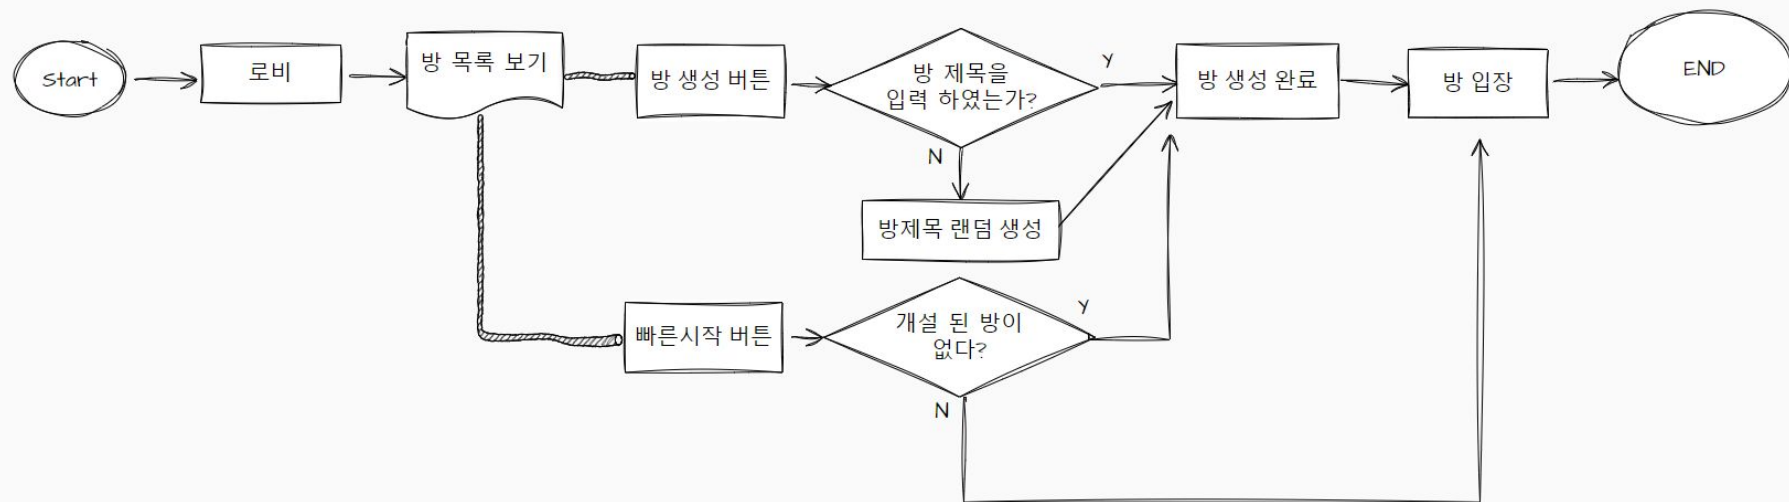 Start
로비
방 목록 보기
방 생성 버튼
방 제목을
입력 하였는가?
Y
방 생성 완료
방 입장
END
N
방제목 랜덤 생성
빠른시작 버튼
개설 된 방이
없다?
Y
N